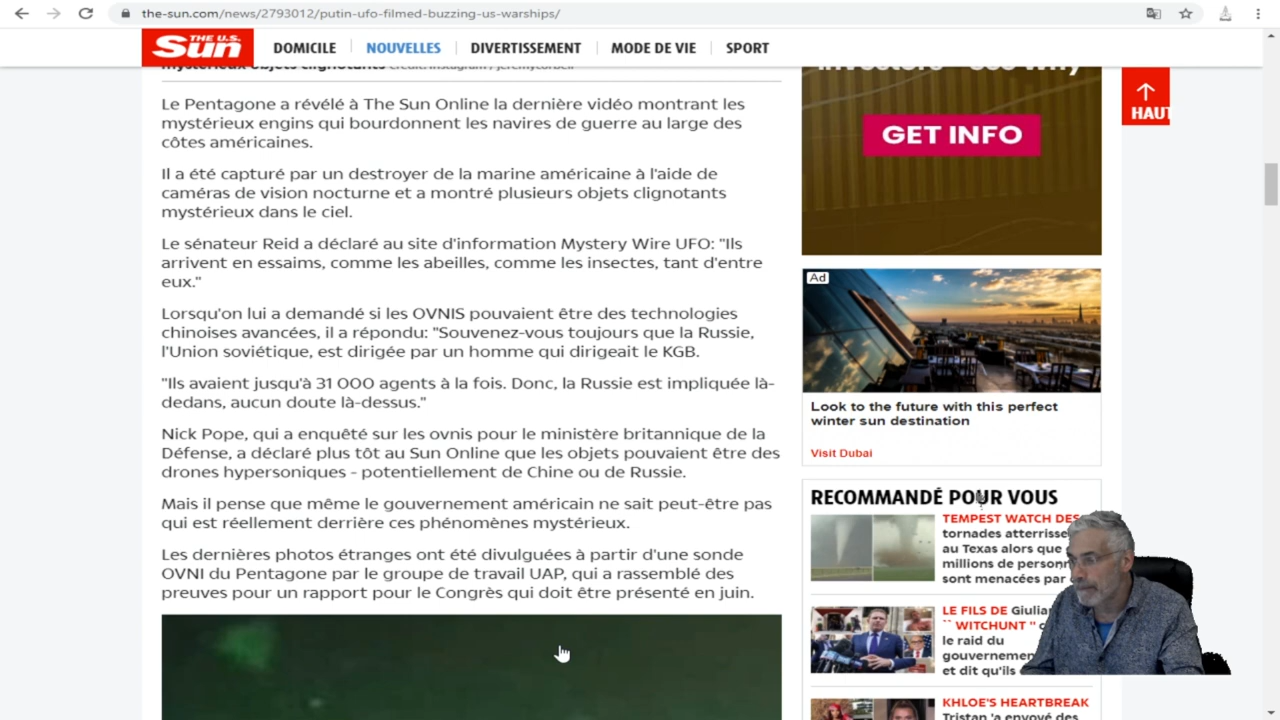 the-sun.com/news/2793012/putin-ufo-filmed-buzzing-us-warships/
THE U.S. Sun
DOMICILE
NOUVELLES
DIVERTISSEMENT
MODE DE VIE
SPORT
Le Pentagone a révélé à The Sun Online la dernière vidéo montrant les
mystérieux engins qui bourdonnent les navires de guerre au large des
côtes américaines.
Il a été capturé par un destroyer de la marine américaine à l'aide de
caméras de vision nocturne et a montré plusieurs objets clignotants
mystérieux dans le ciel.
Le sénateur Reid a déclaré au site d'information Mystery Wire UFO: "Ils
arrivent en essaims, comme les abeilles, comme les insectes, tant d'entre
eux."
Lorsqu'on lui a demandé si les OVNIS pouvaient être des technologies
chinoises avancées, il a répondu: "Souvenez-vous toujours que la Russie,
l'Union soviétique, est dirigée par un homme qui dirigeait le KGB.
"Ils avaient jusqu'à 31 000 agents à la fois. Donc, la Russie est impliquée là-
dedans, aucun doute là-dessus."
Nick Pope, qui a enquêté sur les ovnis pour le ministère britannique de la
Défense, a déclaré plus tôt au Sun Online que les objets pouvaient être des
drones hypersoniques - potentiellement de Chine ou de Russie.
Mais il pense que même le gouvernement américain ne sait peut-être pas
qui est réellement derrière ces phénomènes mystérieux.
Les dernières photos étranges ont été divulguées à partir d'une sonde
OVNI du Pentagone par le groupe de travail UAP, qui a rassemblé des
preuves pour un rapport pour le Congrès qui doit être présenté en juin.
GET INFO
Ad
Look to the future with this perfect
winter sun destination
Visit Dubai
RECOMMANDÉ POUR VOUS
TEMPEST WATCH DES
tornades atterrisse
au Texas alors que
millions de person
sont menacées par
LE FILS DE Giulia
`` WITCHUNT "
le raid du
gouvernemen
et dit qu'ils
KHLOE'S HEARTBREAK
Tristan 'a envoyé des
HAUT